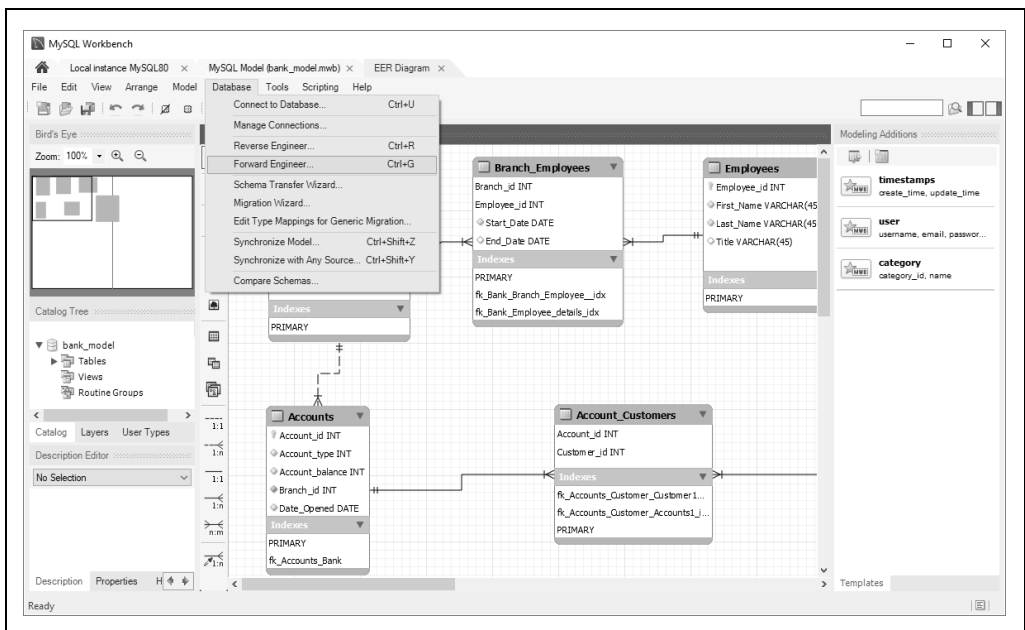 MySQL Workbench
Local instance MySQL80 × MySQL Model (bank_model.mwb) × EER Diagram ×
File Edit View Arrange Model Database Tools Scripting Help
Connect to Database... Ctrl+U
Manage Connections...
Reverse Engineer... Ctrl+R
Forward Engineer... Ctrl+G
Schema Transfer Wizard...
Migration Wizard...
Edit Type Mappings for Generic Migration...
Synchronize Model... Ctrl+Shift+Z
Synchronize with Any Source... Ctrl+Shift+Y
Compare Schemas...
Bird's Eye
Zoom: 100%
Catalog Tree
bank_model
Tables
Views
Routine Groups
Catalog Layers User Types
Description Editor
No Selection
Description Properties H
Ready
1:1
1:n
1:1
1:n
n:m
1:n
Indexes
PRIMARY
Branch_Employees
Branch_id INT
Employee_id INT
Start_Date DATE
End_Date DATE
Indexes
PRIMARY
fk_Bank_Branch_Employee__idx
fk_Bank_Employee_details_idx
Employees
Employee_id INT
First_Name VARCHAR(45
Last_Name VARCHAR(45
Title VARCHAR(45)
Indexes
PRIMARY
Accounts
Account_id INT
Account_type INT
Account_balance INT
Branch_id INT
Date_Opened DATE
Indexes
PRIMARY
fk_Accounts_Bank
Account_Customers
Account_id INT
Customer_id INT
Indexes
fk_Accounts_Customer_Customer1...
fk_Accounts_Customer_Accounts1_i...
PRIMARY
Modeling Additions
timestamps
create_time, update_time
user
username, email, passwor...
category
category_id, name
Templates